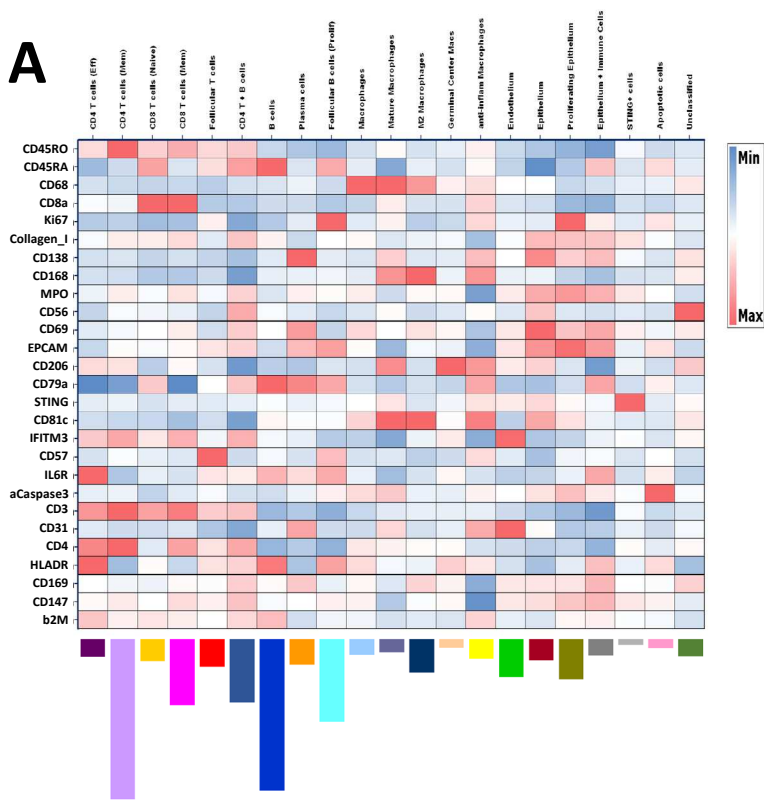 A
CD4 T cells (Eff)
CD4 T cells (Mem)
CD8 T cells (Naive)
CD8 T cells (Mem)
Follicular T cells
CD4 T + B cells
B cells
Plasma cells
Follicular B cells (Prolif)
Macrophages
Mature Macrophages
M2 Macrophages
Germinal Center Macs
anti-inflam Macrophages
Endothelium
Epithelium
Proliferating Epithelium
Epithelium + Immune Cells
STING+ cells
Apoptotic cells
Unclassified
CD45RO
CD45RA
CD68
CD8a
Ki67
Collagen_I
CD138
CD168
MPO
CD56
CD69
EPCAM
CD206
CD79a
STING
CD81c
IFITM3
CD57
IL6R
aCaspase3
CD3
CD31
CD4
HLADR
CD169
CD147
b2M
Min
Max